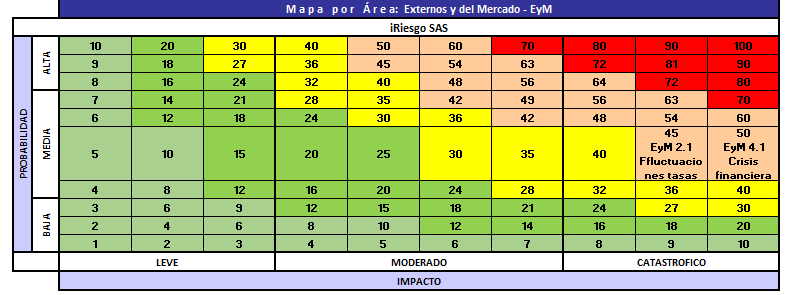 Mapa por Área: Externos y del Mercado - EyM
iRiesgo SAS
PROBABILIDAD
ALTA
10 20 30 40 50 60 70 80 90 100
9 18 27 36 45 54 63 72 81 90
8 16 24 32 40 48 56 64 72 80
MEDIA
7 14 21 28 35 42 49 56 63 70
6 12 18 24 30 36 42 48 54 60
5 10 15 20 25 30 35 40 45 EyM 2.1 Ffluctuacio nes tasas 50 EyM 4.1 Crisis financiera
4 8 12 16 20 24 28 32 36 40
BAJA
3 6 9 12 15 18 21 24 27 30
2 4 6 8 10 12 14 16 18 20
1 2 3 4 5 6 7 8 9 10
LEVE MODERADO CATASTROFICO
IMPACTO